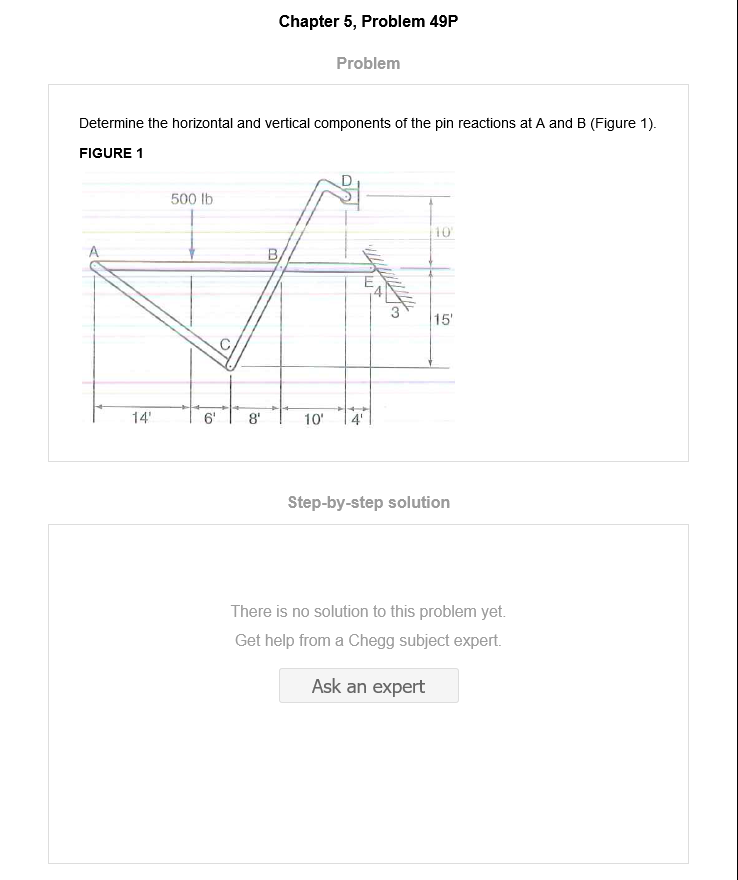 Chapter 5, Problem 49P
Problem
Determine the horizontal and vertical components of the pin reactions at A and B (Figure 1).
FIGURE 1
D
500 lb
10'
A
B
E
4
3
15'
C
14'
6'
8'
10'
4'
Step-by-step solution
There is no solution to this problem yet.
Get help from a Chegg subject expert.
Ask an expert